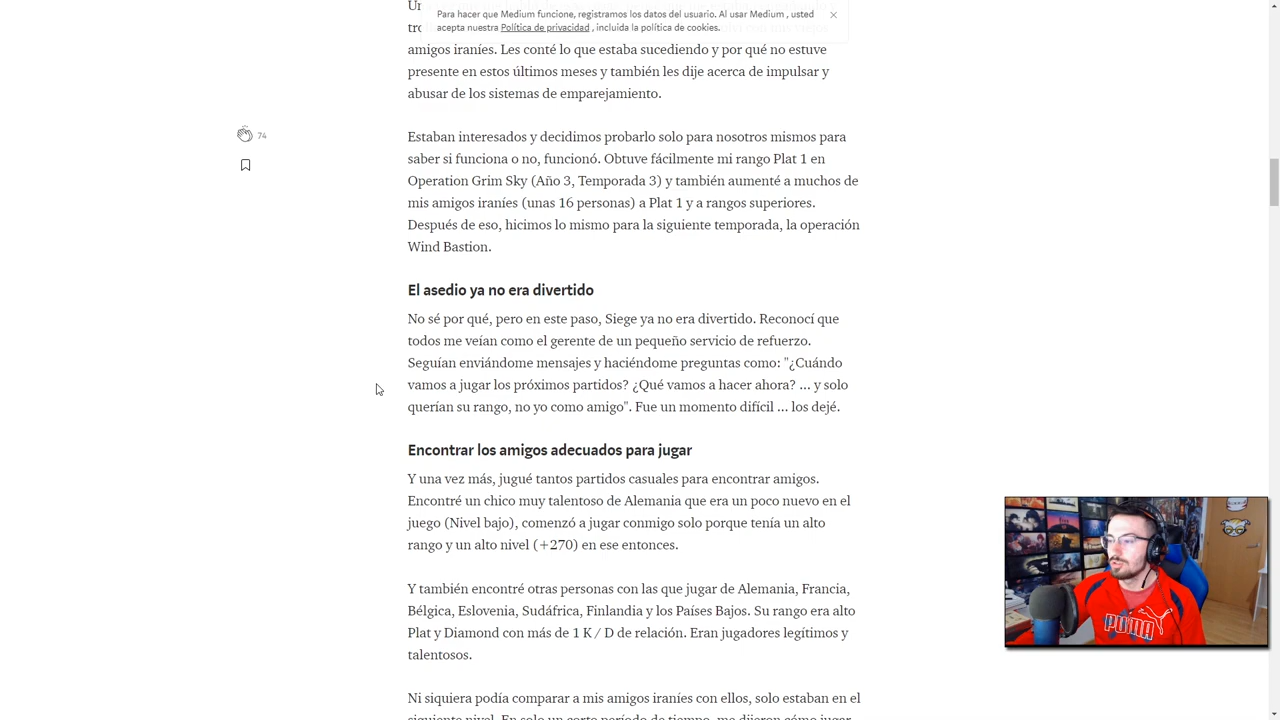 Un
Para hacer que Medium funcione, registramos los datos del usuario. Al usar Medium , usted
acepta nuestra Política de privacidad , incluida la política de cookies.
amigos iraníes. Les conté lo que estaba sucediendo y por qué no estuve
presente en estos últimos meses y también les dije acerca de impulsar y
abusar de los sistemas de emparejamiento.
74
Estaban interesados y decidimos probarlo solo para nosotros mismos para
saber si funciona o no, funcionó. Obtuve fácilmente mi rango Plat 1 en
Operation Grim Sky (Año 3, Temporada 3) y también aumenté a muchos de
mis amigos iraníes (unas 16 personas) a Plat 1 y a rangos superiores.
Después de eso, hicimos lo mismo para la siguiente temporada, la operación
Wind Bastion.
El asedio ya no era divertido
No sé por qué, pero en este paso, Siege ya no era divertido. Reconocí que
todos me veían como el gerente de un pequeño servicio de refuerzo.
Seguían enviándome mensajes y haciéndome preguntas como: "¿Cuándo
vamos a jugar los próximos partidos? ¿Qué vamos a hacer ahora? ... y solo
querían su rango, no yo como amigo". Fue un momento difícil ... los dejé.
Encontrar los amigos adecuados para jugar
Y una vez más, jugué tantos partidos casuales para encontrar amigos.
Encontré un chico muy talentoso de Alemania que era un poco nuevo en el
juego (Nivel bajo), comenzó a jugar conmigo solo porque tenía un alto
rango y un alto nivel (+270) en ese entonces.
Y también encontré otras personas con las que jugar de Alemania, Francia,
Bélgica, Eslovenia, Sudáfrica, Finlandia y los Países Bajos. Su rango era alto
Plat y Diamond con más de 1 K / D de relación. Eran jugadores legítimos y
talentosos.
Ni siquiera podía comparar a mis amigos iraníes con ellos, solo estaban en el
siguiente nivel. En solo un corto período de tiempo, me dijeron cómo jugar
PUMA